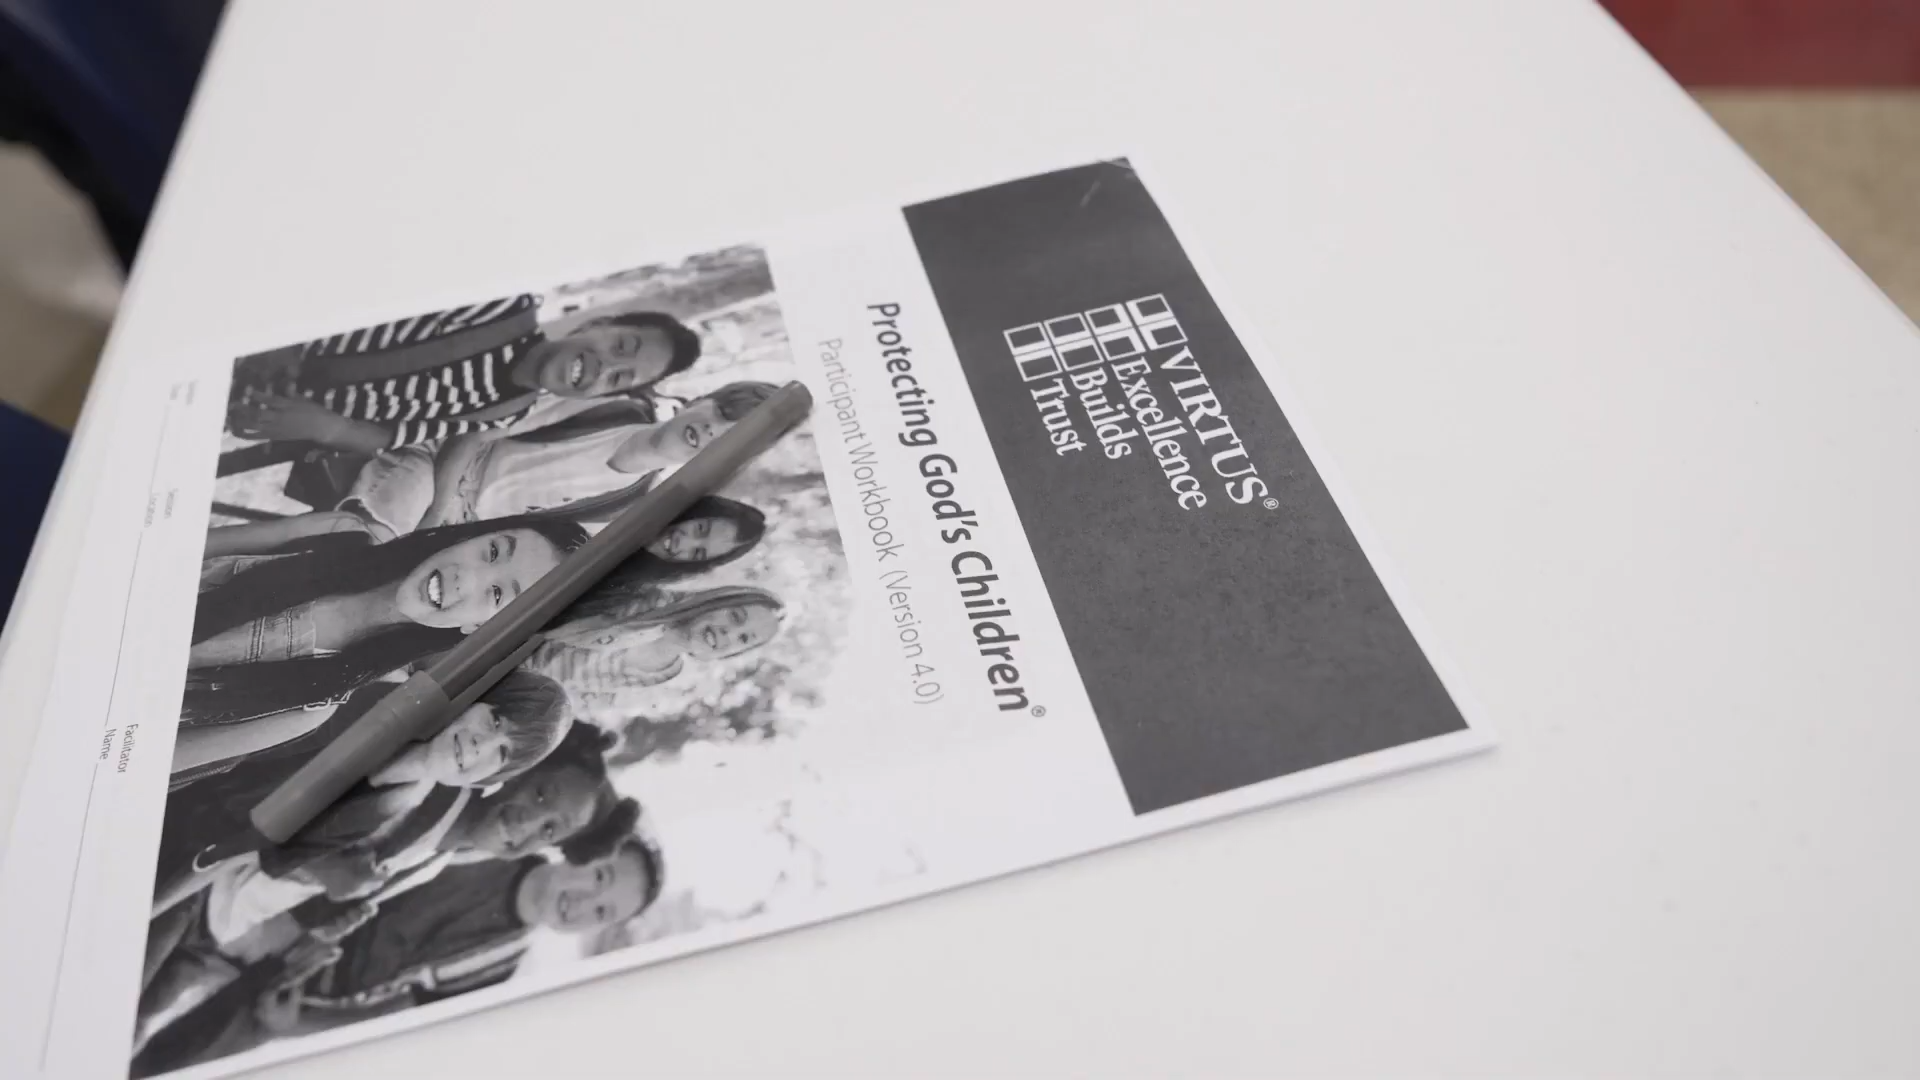 VIRTUS®
Excellence
Builds
Trust
Protecting God's Children®
Participant Workbook (Version 4.0)
Session
Location
Facilitator
Name